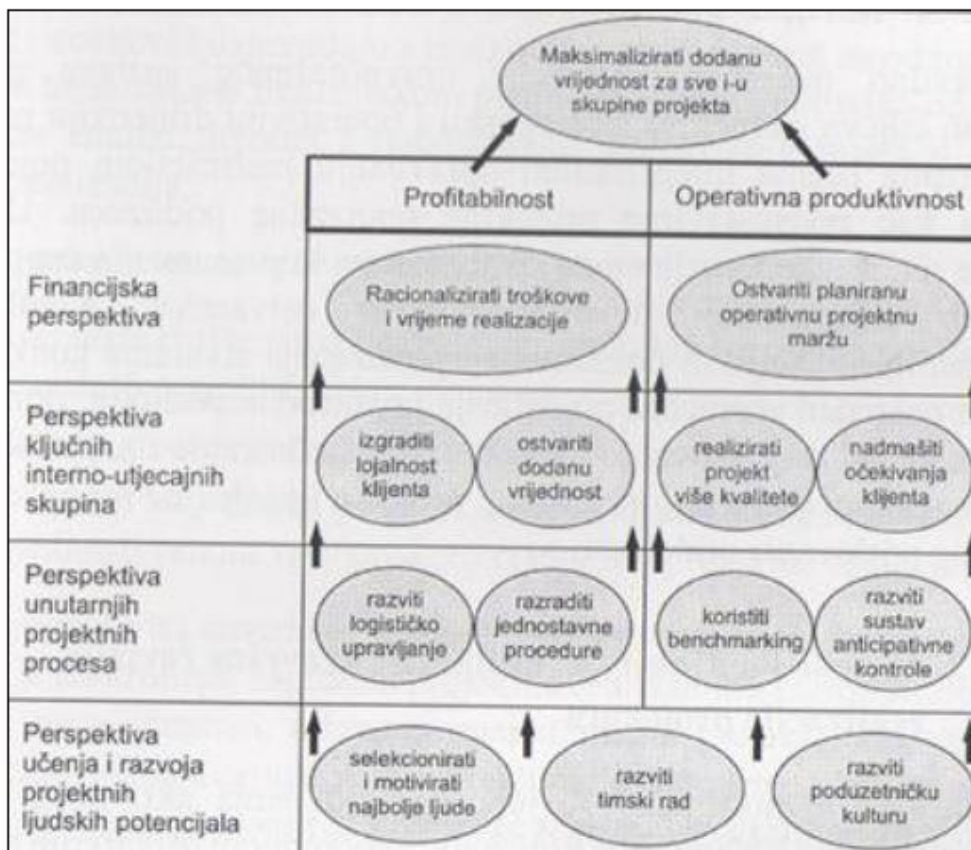 Maksimalizirati dodanu
vrijednost za sve i-u
skupine projekta
Profitabilnost
Operativna produktivnost
Financijska
perspektiva
Racionalizirati troškove
i vrijeme realizacije
Ostvariti planiranu
operativnu projektnu
maržu
Perspektiva
ključnih
interno-utjecajnih
skupina
izgraditi
lojalnost
klijenta
ostvariti
dodanu
vrijednost
realizirati
projekt
više kvalitete
nadmašiti
očekivanja
klijenta
Perspektiva
unutarnjih
projektnih
procesa
razviti
logističko
upravljanje
razraditi
jednostavne
procedure
koristiti
benchmarking
razviti
sustav
anticipativne
kontrole
Perspektiva
učenja i razvoja
projektnih
ljudskih potencijala
selekcionirati
i motivirati
najbolje ljude
razviti
timski rad
razviti
poduzetničku
kulturu